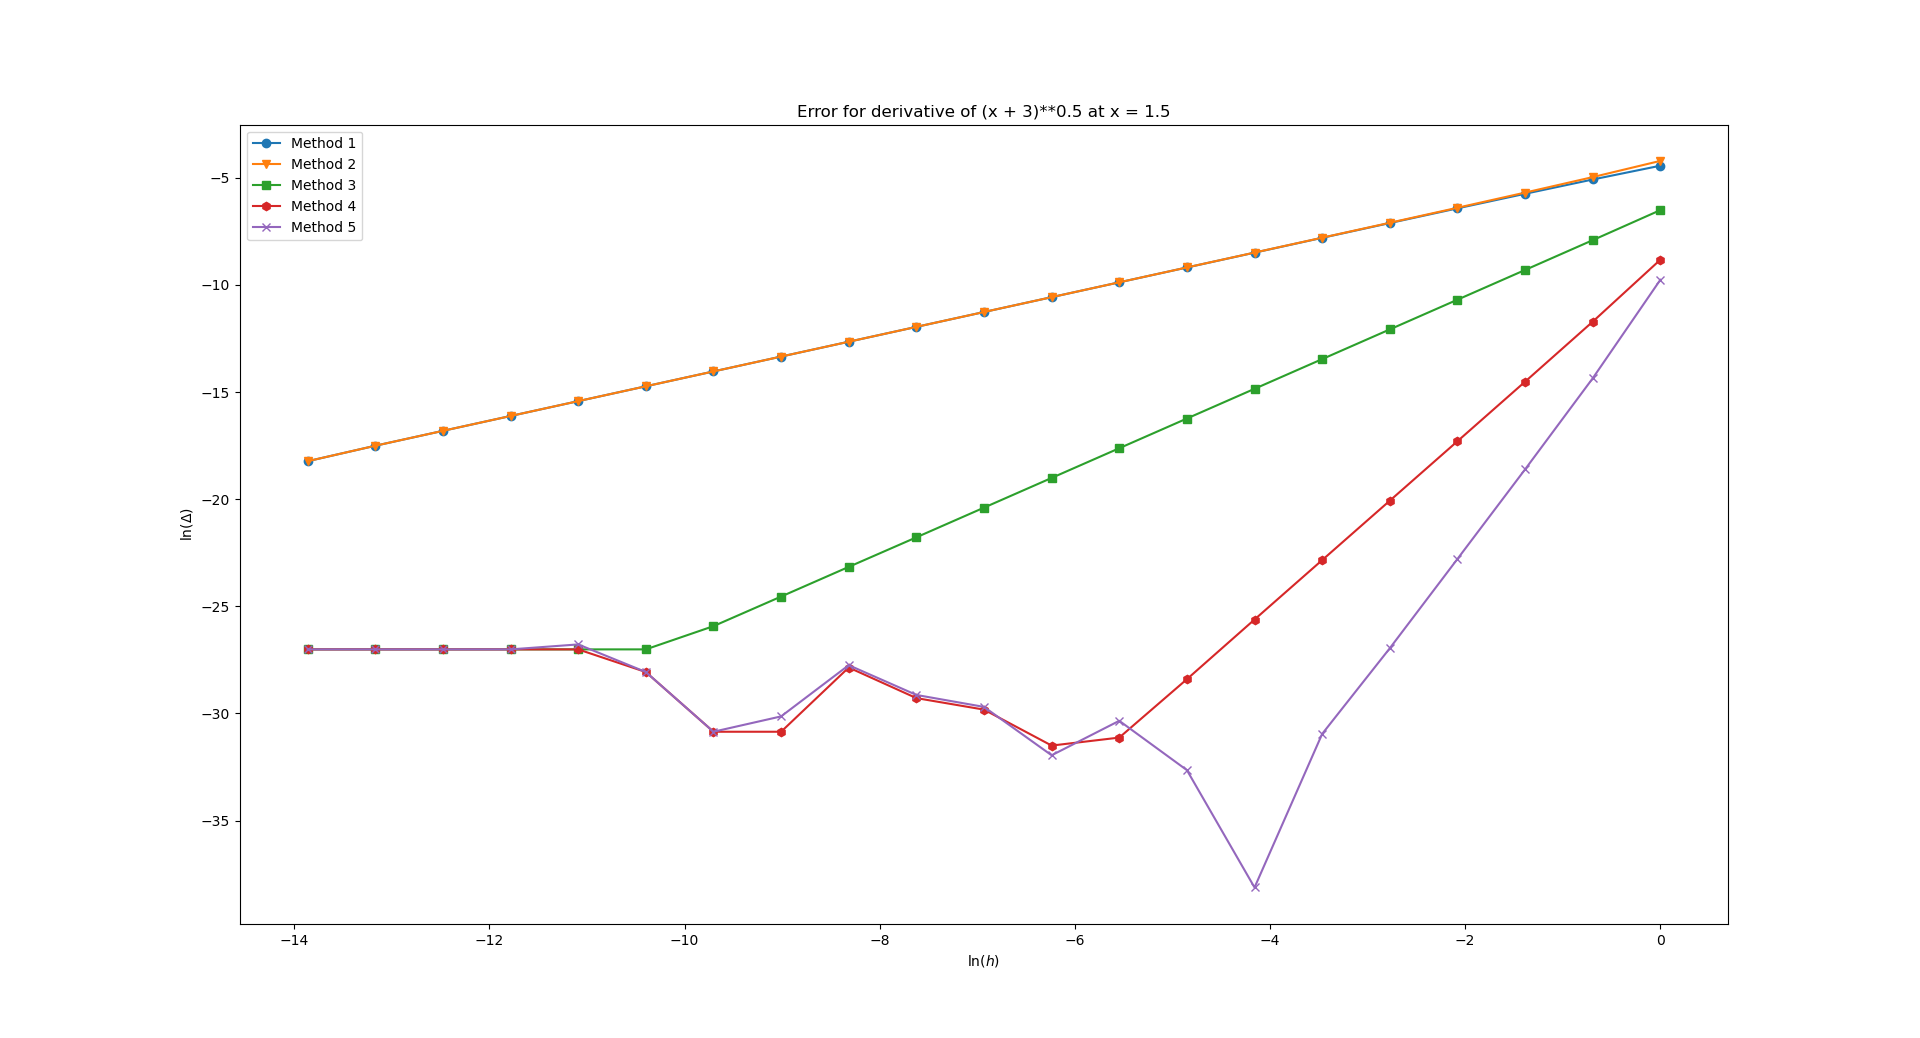 Error for derivative of (x + 3)**0.5 at x = 1.5
Method 1
Method 2
Method 3
Method 4
Method 5
ln(Δ)
−5
−10
−15
−20
−25
−30
−35
−14
−12
−10
−8
−6
−4
−2
0
ln(h)